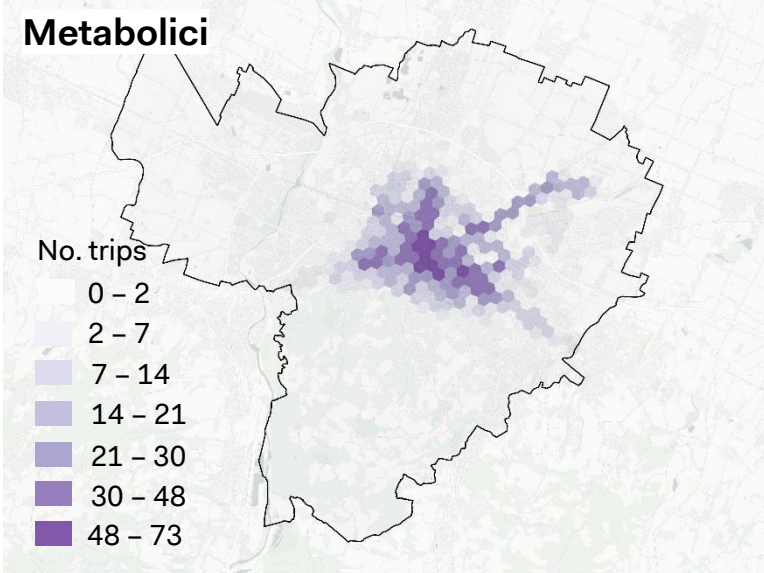 Metabolici
No. trips
0 – 2
2 – 7
7 – 14
14 – 21
21 – 30
30 – 48
48 – 73